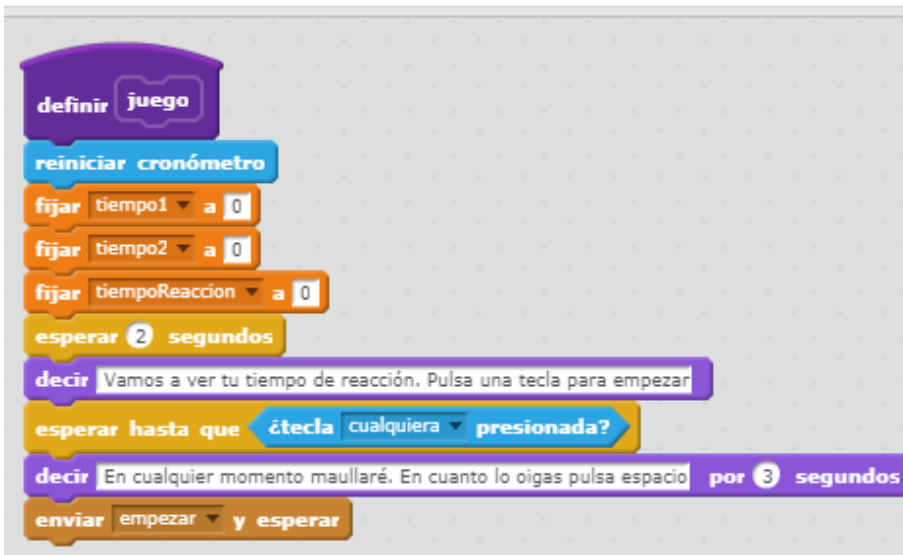 definir juego
reiniciar cronómetro
fijar tiempo1 a 0
fijar tiempo2 a 0
fijar tiempoReaccion a 0
esperar 2 segundos
decir Vamos a ver tu tiempo de reacción. Pulsa una tecla para empezar
esperar hasta que ¿tecla cualquiera presionada?
decir En cualquier momento maullaré. En cuanto lo oigas pulsa espacio por 3 segundos
enviar empezar y esperar